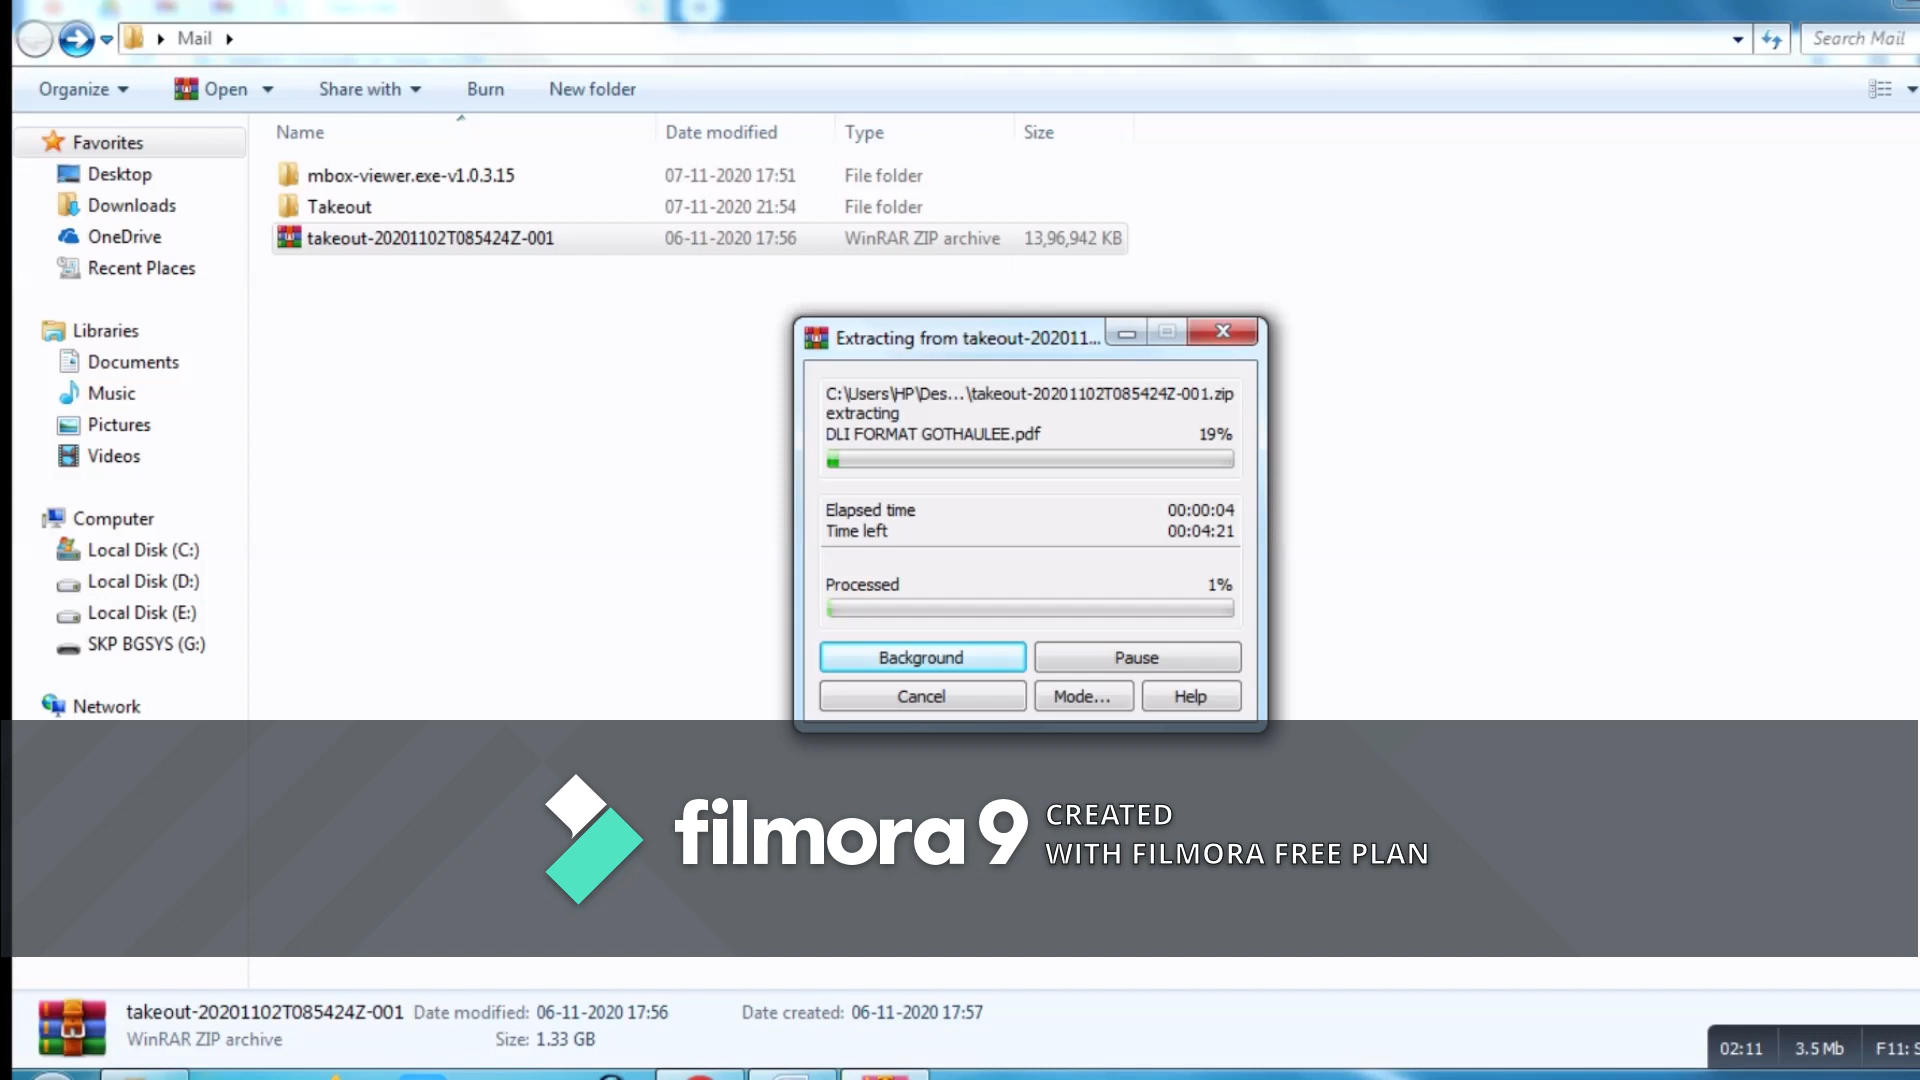 Mail
Search Mail
Organize
Open
Share with
Burn
New folder
Name
Date modified
Type
Size
Favorites
Desktop
Downloads
OneDrive
Recent Places
Libraries
Documents
Music
Pictures
Videos
Computer
Local Disk (C:)
Local Disk (D:)
Local Disk (E:)
SKP BGSYS (G:)
Network
mbox-viewer.exe-v1.0.3.15 07-11-2020 17:51 File folder
Takeout 07-11-2020 21:54 File folder
takeout-20201102T085424Z-001 06-11-2020 17:56 WinRAR ZIP archive 13,96,942 KB
Extracting from takeout-202011...
C:\Users\HP\Des...\takeout-20201102T085424Z-001.zip
extracting
DLI FORMAT GOTHAULEE.pdf 19%
Elapsed time 00:00:04
Time left 00:04:21
Processed 1%
Background
Pause
Cancel
Mode...
Help
filmora9
CREATED
WITH FILMORA FREE PLAN
takeout-20201102T085424Z-001 Date modified: 06-11-2020 17:56 Date created: 06-11-2020 17:57
WinRAR ZIP archive Size: 1.33 GB
02:11 3.5 Mb F11: S